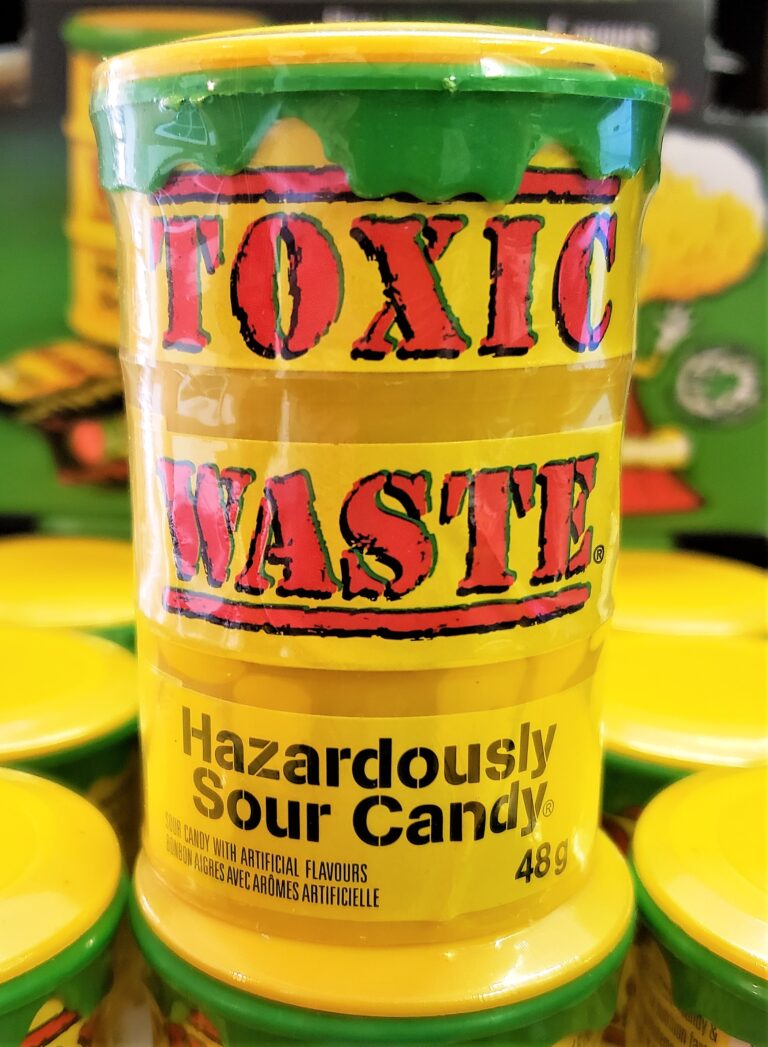 TOXIC
WASTE®
Hazardously
Sour Candy®
SOUR CANDY WITH ARTIFICIAL FLAVOURS
BONBON AIGRES AVEC ARÔMES ARTIFICIELLE
48g